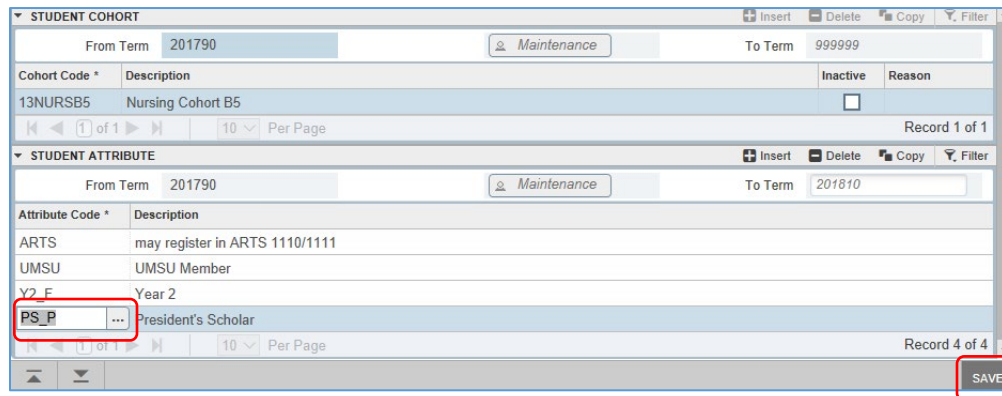 STUDENT COHORT Insert Delete Copy Filter
From Term 201790 Maintenance To Term 999999
Cohort Code * Description Inactive Reason
13NURSB5 Nursing Cohort B5
1 of 1 10 Per Page Record 1 of 1
STUDENT ATTRIBUTE Insert Delete Copy Filter
From Term 201790 Maintenance To Term 201810
Attribute Code * Description
ARTS may register in ARTS 1110/1111
UMSU UMSU Member
Y2_F Year 2
PS_P ... President's Scholar
1 of 1 10 Per Page Record 4 of 4
SAVE